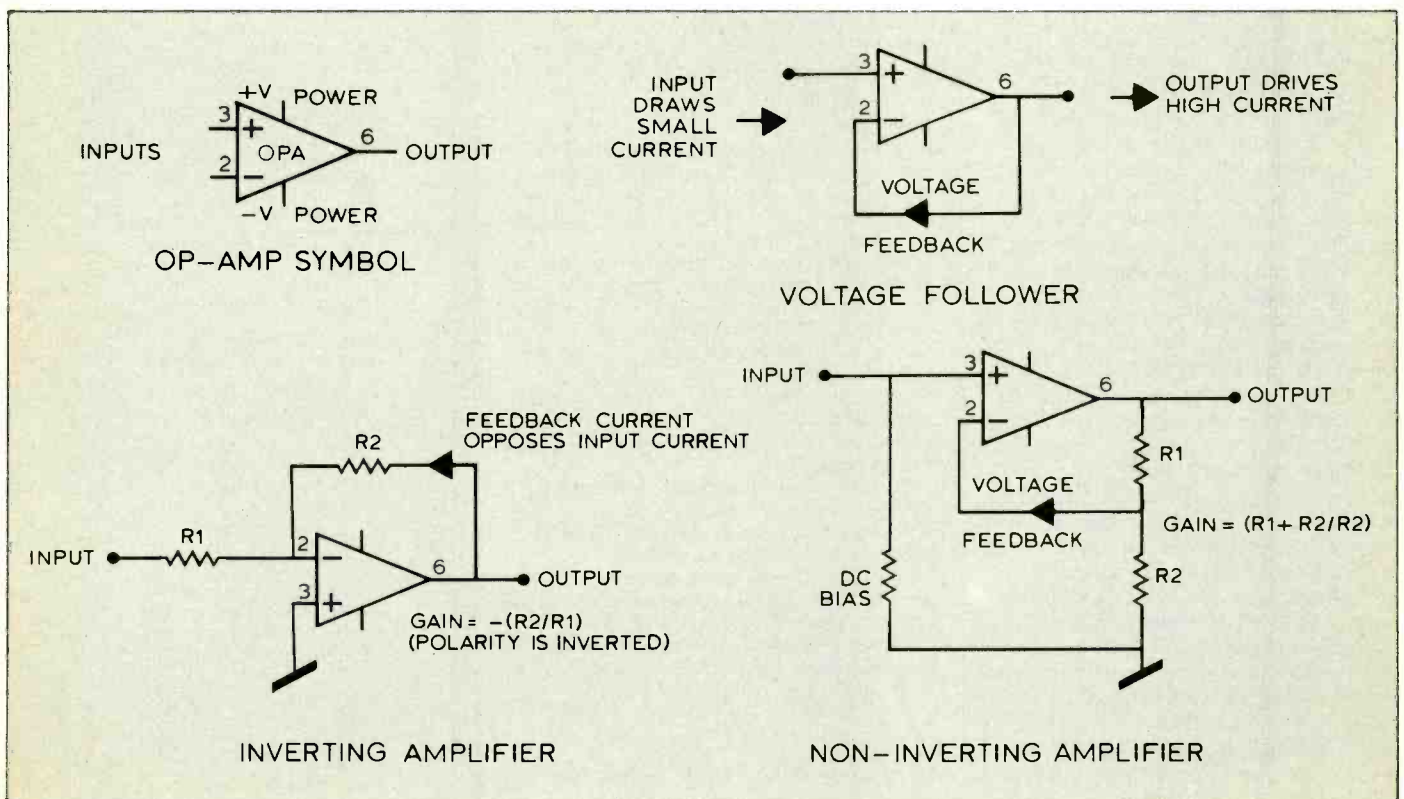 +V POWER
3
+
INPUTS
OPA
6
OUTPUT
2
−
−V POWER
OP-AMP SYMBOL
INPUT
DRAWS
SMALL
CURRENT
3
+
2
−
6
OUTPUT DRIVES
HIGH CURRENT
VOLTAGE
FEEDBACK
VOLTAGE FOLLOWER
FEEDBACK CURRENT
OPPOSES INPUT CURRENT
R2
INPUT
R1
2
−
3
+
6
OUTPUT
GAIN = −(R2/R1)
(POLARITY IS INVERTED)
INVERTING AMPLIFIER
INPUT
3
+
2
−
6
OUTPUT
R1
VOLTAGE
FEEDBACK
GAIN = (R1+R2/R2)
DC
BIAS
R2
NON-INVERTING AMPLIFIER